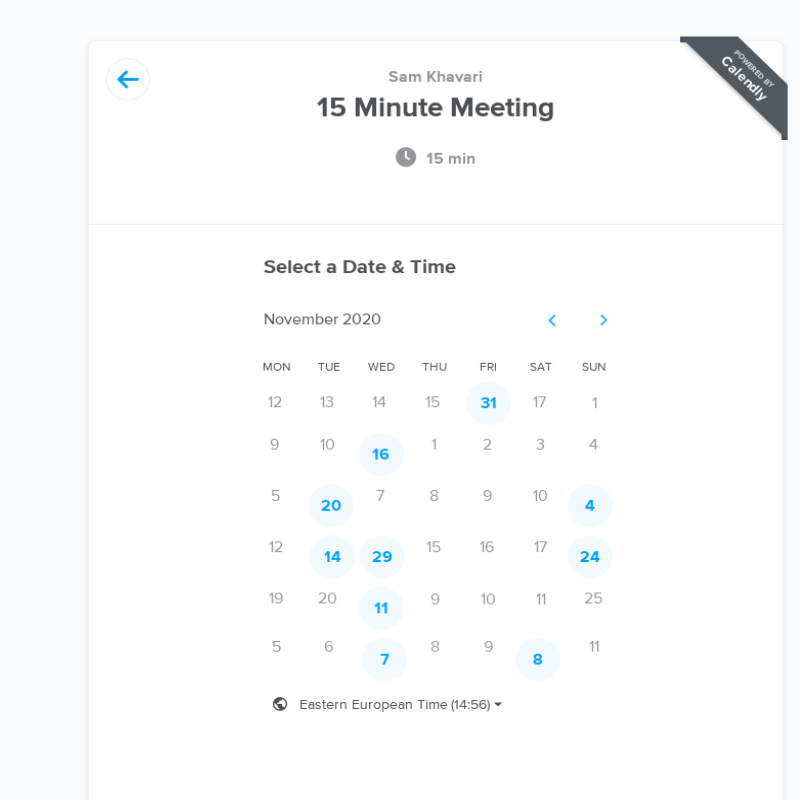 POWERED BY
Calendly
Sam Khavari
15 Minute Meeting
15 min
Select a Date & Time
November 2020
MON TUE WED THU FRI SAT SUN
12 13 14 15 31 17 1
9 10 16 1 2 3 4
5 20 7 8 9 10 4
12 14 29 15 16 17 24
19 20 11 9 10 11 25
5 6 7 8 9 8 11
Eastern European Time (14:56)